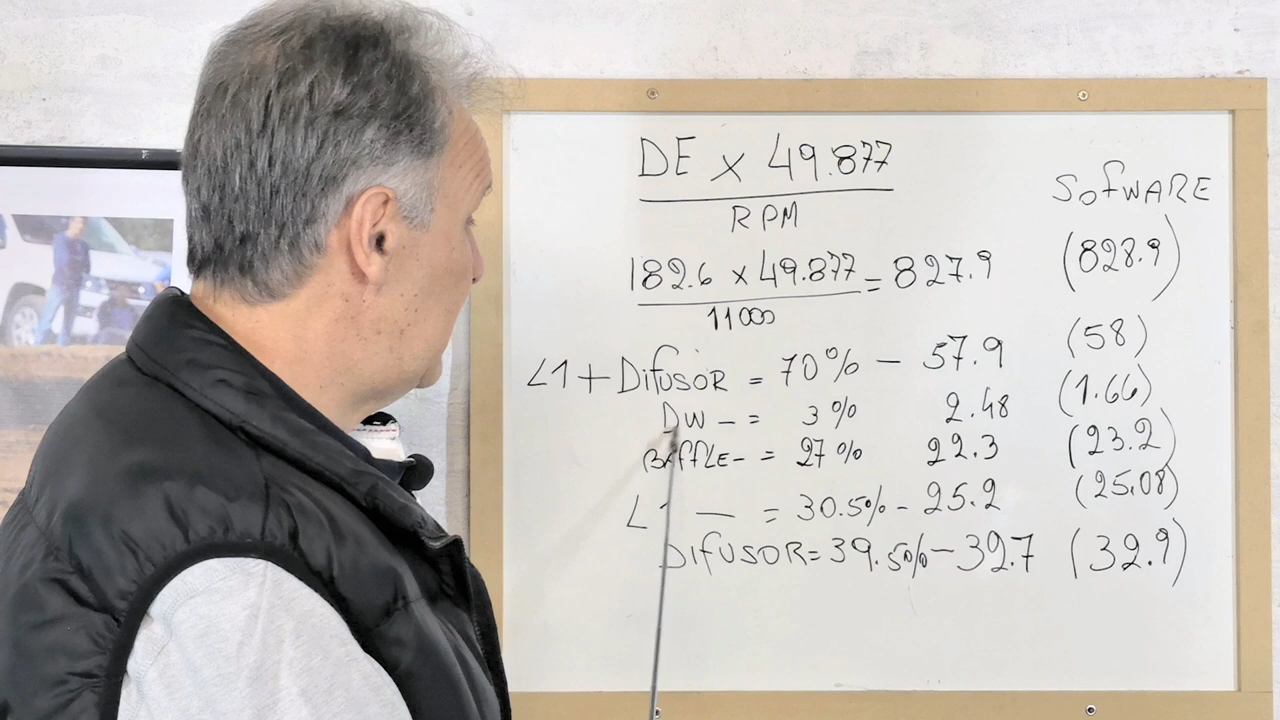 DE x 49.877
RPM
SOFWARE
182.6 x 49.877 = 827.9 (828.9)
11000
L1 + DIFUSOR = 70% – 57.9 (58)
DW – = 3% 2.48 (1.66)
BAFFLE – = 27% 22.3 (23.2)
L1 — = 30.5% – 25.2 (25.08)
DIFUSOR = 39.5% – 32.7 (32.9)